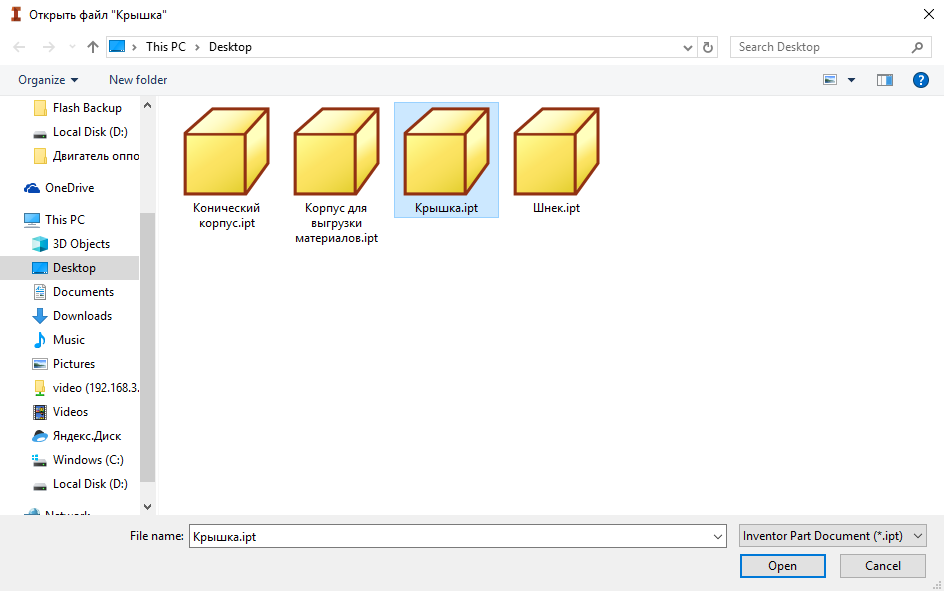 Открыть файл "Крышка"
This PC
Desktop
Search Desktop
Organize
New folder
Flash Backup
Local Disk (D:)
Двигатель оппо
OneDrive
This PC
3D Objects
Desktop
Documents
Downloads
Music
Pictures
video (192.168.3.
Videos
Яндекс.Диск
Windows (C:)
Local Disk (D:)
Network
Конический
корпус.ipt
Корпус для
выгрузки
материалов.ipt
Крышка.ipt
Шнек.ipt
File name:
Крышка.ipt
Inventor Part Document (*.ipt)
Open
Cancel